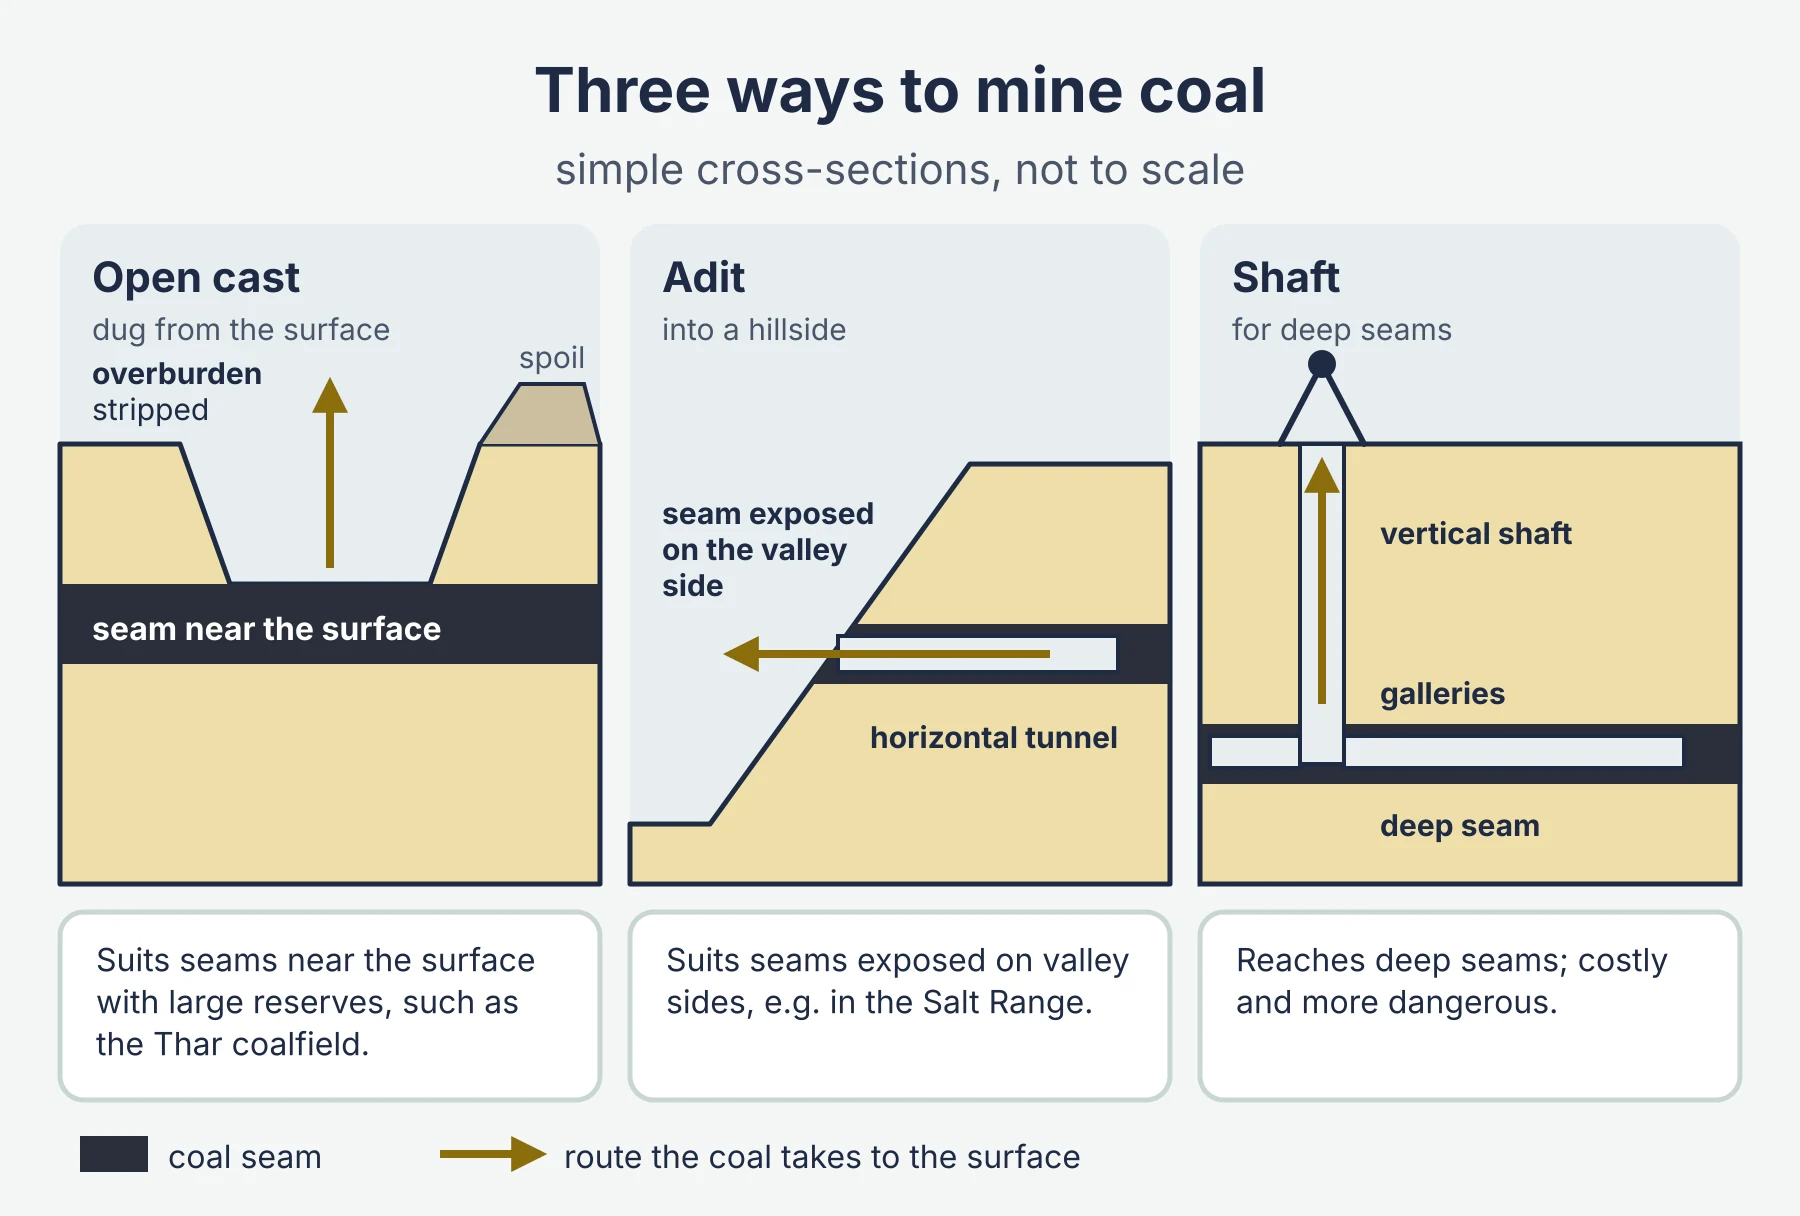 Three ways to mine coal
simple cross-sections, not to scale
Open cast
dug from the surface
overburden
stripped
spoil
seam near the surface
Suits seams near the surface
with large reserves, such as
the Thar coalfield.
Adit
into a hillside
seam exposed
on the valley
side
horizontal tunnel
Suits seams exposed on valley
sides, e.g. in the Salt Range.
Shaft
for deep seams
vertical shaft
galleries
deep seam
Reaches deep seams; costly
and more dangerous.
coal seam
route the coal takes to the surface